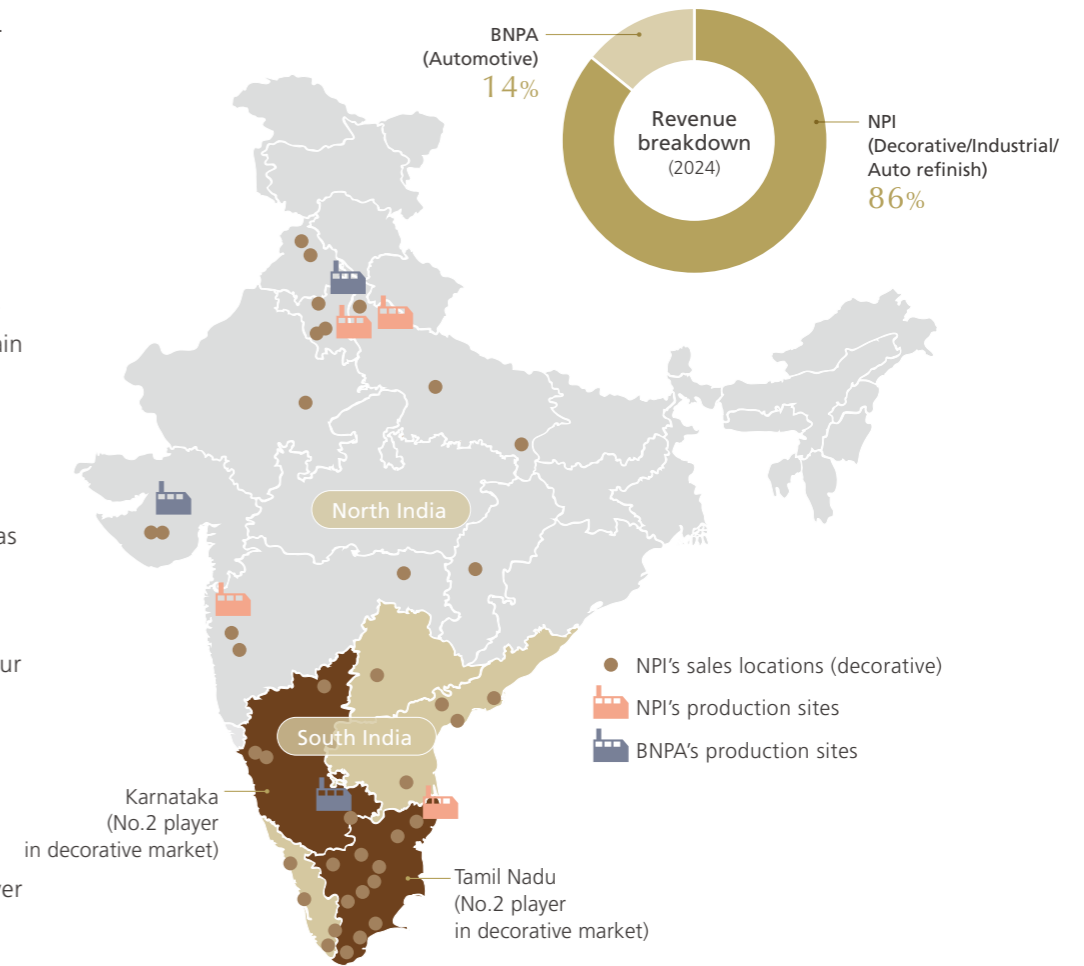 BNPA
(Automotive)
14%
Revenue
breakdown
(2024)
NPI
(Decorative/Industrial/
Auto refinish)
86%
North India
as
NPI's sales locations (decorative)
NPI's production sites
BNPA's production sites
South India
Karnataka
(No.2 player
in decorative market)
Tamil Nadu
(No.2 player
in decorative market)